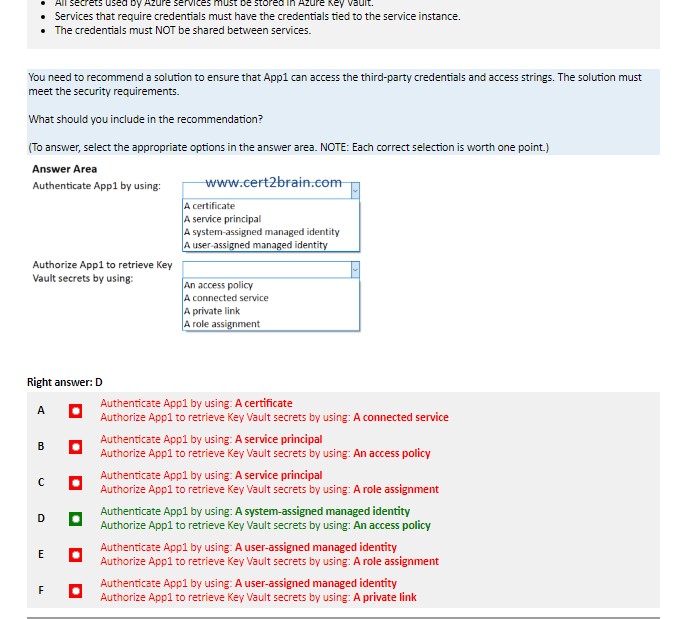 • All secrets used by Azure services must be stored in Azure Key Vault.
• Services that require credentials must have the credentials tied to the service instance.
• The credentials must NOT be shared between services.
You need to recommend a solution to ensure that App1 can access the third-party credentials and access strings. The solution must
meet the security requirements.
What should you include in the recommendation?
(To answer, select the appropriate options in the answer area. NOTE: Each correct selection is worth one point.)
Answer Area
Authenticate App1 by using:
www.cert2brain.com
A certificate
A service principal
A system-assigned managed identity
A user-assigned managed identity
Authorize App1 to retrieve Key
Vault secrets by using:
An access policy
A connected service
A private link
A role assignment
Right answer: D
A
Authenticate App1 by using: A certificate
Authorize App1 to retrieve Key Vault secrets by using: A connected service
B
Authenticate App1 by using: A service principal
Authorize App1 to retrieve Key Vault secrets by using: An access policy
C
Authenticate App1 by using: A service principal
Authorize App1 to retrieve Key Vault secrets by using: A role assignment
D
Authenticate App1 by using: A system-assigned managed identity
Authorize App1 to retrieve Key Vault secrets by using: An access policy
E
Authenticate App1 by using: A user-assigned managed identity
Authorize App1 to retrieve Key Vault secrets by using: A role assignment
F
Authenticate App1 by using: A user-assigned managed identity
Authorize App1 to retrieve Key Vault secrets by using: A private link